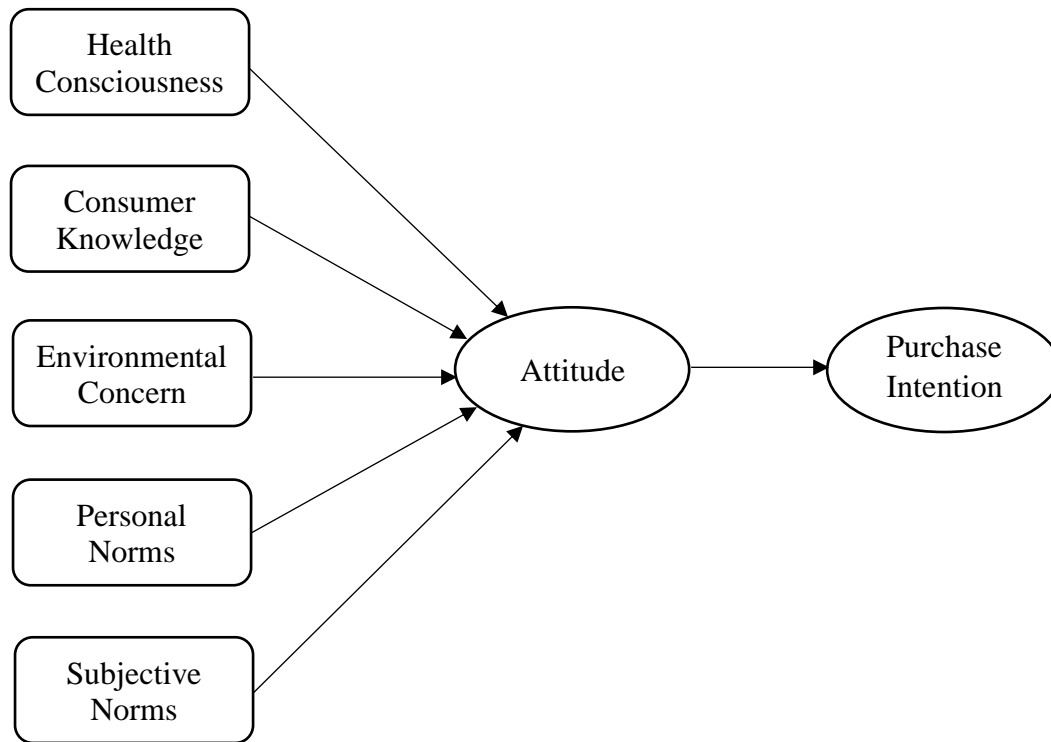 Health
Consciousness
Consumer
Knowledge
Environmental
Concern
Personal
Norms
Subjective
Norms
Attitude
Purchase
Intention